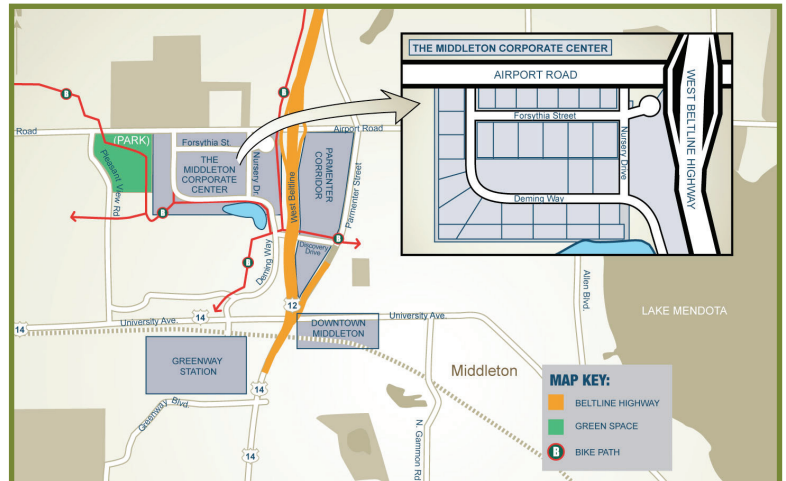 THE MIDDLETON CORPORATE CENTER
AIRPORT ROAD
WEST BELTLINE HIGHWAY
Forsythia Street
Nursery Drive
Deming Way
B
B
Road
(PARK)
Forsythia St.
Airport Road
THE
MIDDLETON
CORPORATE
CENTER
Nursery Dr.
PARMENTER
CORRIDOR
Pleasant View Rd
West Beltline
Parmenter Street
B
B
Discovery
Drive
B
Deming Way
Allen Blvd.
12
LAKE MENDOTA
14
University Ave.
14
University Ave.
DOWNTOWN
MIDDLETON
GREENWAY
STATION
Middleton
14
Greenway Blvd.
N. Gammon Rd
14
MAP KEY:
BELTLINE HIGHWAY
GREEN SPACE
B BIKE PATH